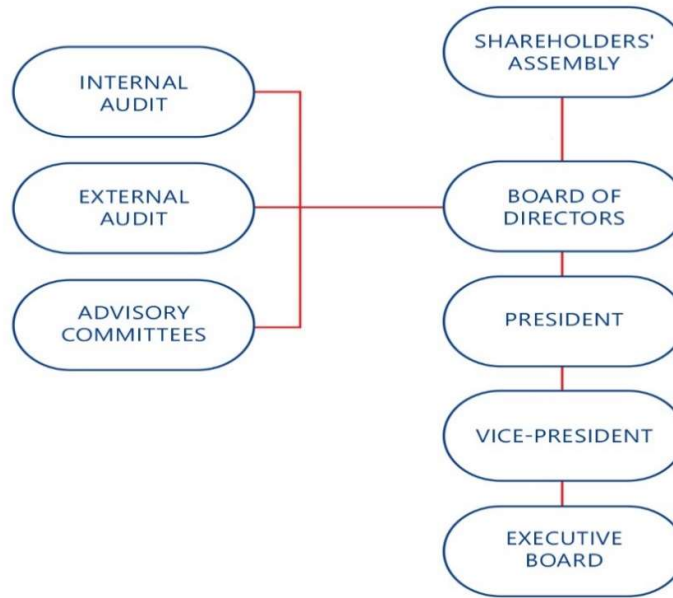 SHAREHOLDERS'
ASSEMBLY
INTERNAL
AUDIT
EXTERNAL
AUDIT
BOARD OF
DIRECTORS
ADVISORY
COMMITTEES
PRESIDENT
VICE-PRESIDENT
EXECUTIVE
BOARD